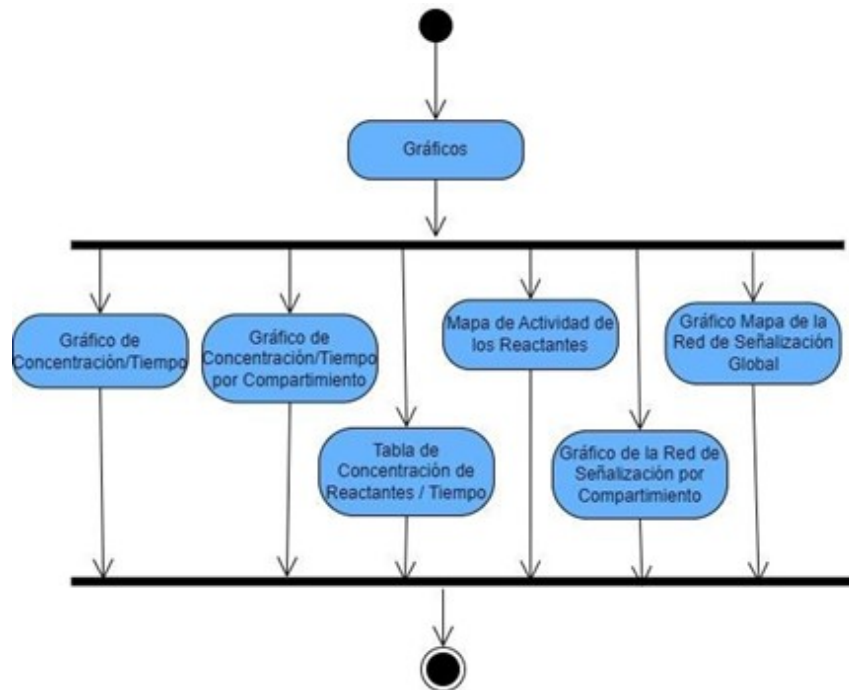 Gráficos
Gráfico de
Concentración/Tiempo
Gráfico de
Concentración/Tiempo
por Compartimiento
Tabla de
Concentración de
Reactantes / Tiempo
Mapa de Actividad de
los Reactantes
Gráfico de la Red de
Señalización por
Compartimiento
Gráfico Mapa de la
Red de Señalización
Global